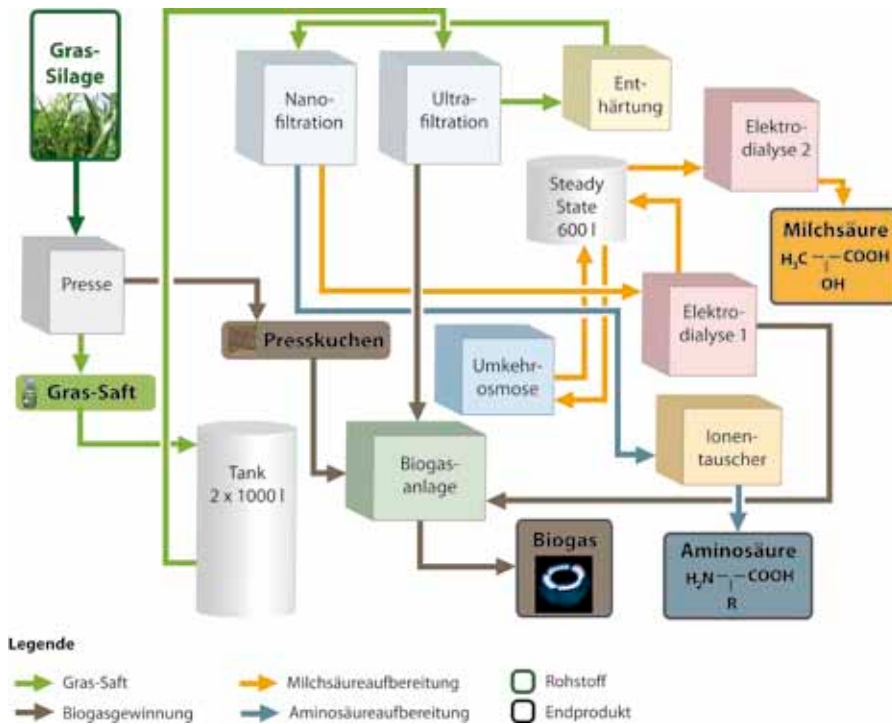 Gras-
Silage
Nano-
filtration
Ultra-
filtration
Ent-
härtung
Elektro-
dialyse 2
Steady
State
600 l
Milchsäure
H₃C
COOH
OH
Presse
Presskuchen
Elektro-
dialyse 1
Umkehr-
osmose
Gras-Saft
Tank
2 x 1000 l
Biogas-
anlage
Ionen-
tauscher
Biogas
Aminosäure
H₂N
COOH
R
Legende
Gras-Saft
Milchsäureaufbereitung
Rohstoff
Biogasgewinnung
Aminosäureaufbereitung
Endprodukt